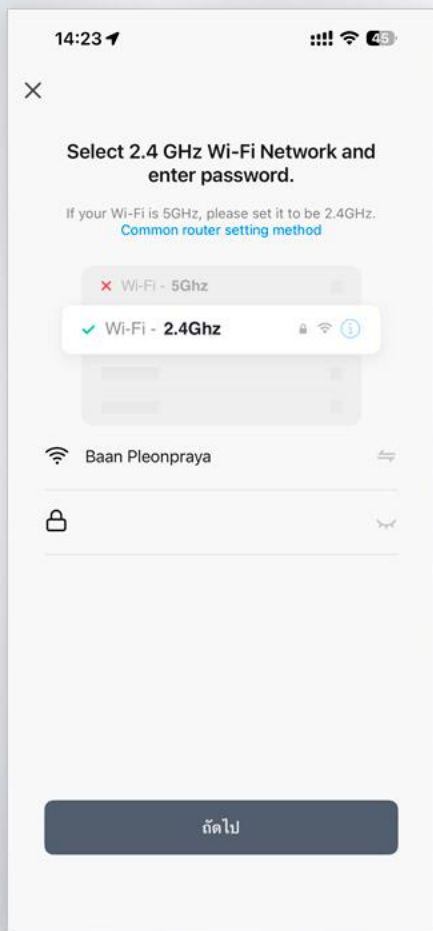 14:23
45
Select 2.4 GHz Wi-Fi Network and
enter password.
If your Wi-Fi is 5GHz, please set it to be 2.4GHz.
Common router setting method
Wi-Fi - 5Ghz
Wi-Fi - 2.4Ghz
Baan Pleonpraya
ถัดไป